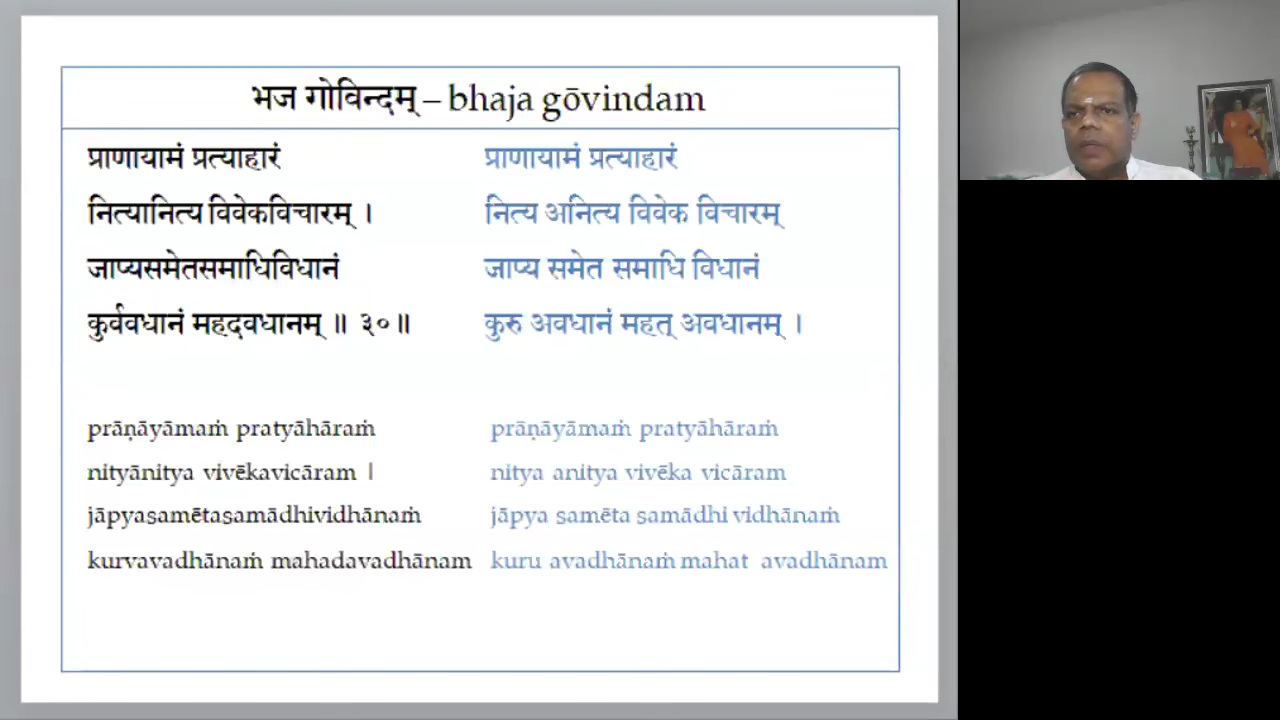 भज गोविन्दम् – bhaja gōvindam
प्राणायामं प्रत्याहारं
नित्यानित्य विवेकविचारम् ।
जाप्यसमेतसमाधिविधानं
कुर्ववधानं महदवधानम् ॥ ३० ॥
प्राणायामं प्रत्याहारं
नित्य अनित्य विवेक विचारम्
जाप्य समेत समाधि विधानं
कुरु अवधानं महत् अवधानम् ।
prāṇāyāmaṁ pratyāhāraṁ
nityānitya vivēkavicāram |
jāpyasamētasamādhividhānaṁ
kurvavadhānaṁ mahadavadhānam
prāṇāyāmaṁ pratyāhāraṁ
nitya anitya vivēka vicāram
jāpya samēta samādhi vidhānaṁ
kuru avadhānaṁ mahat avadhānam